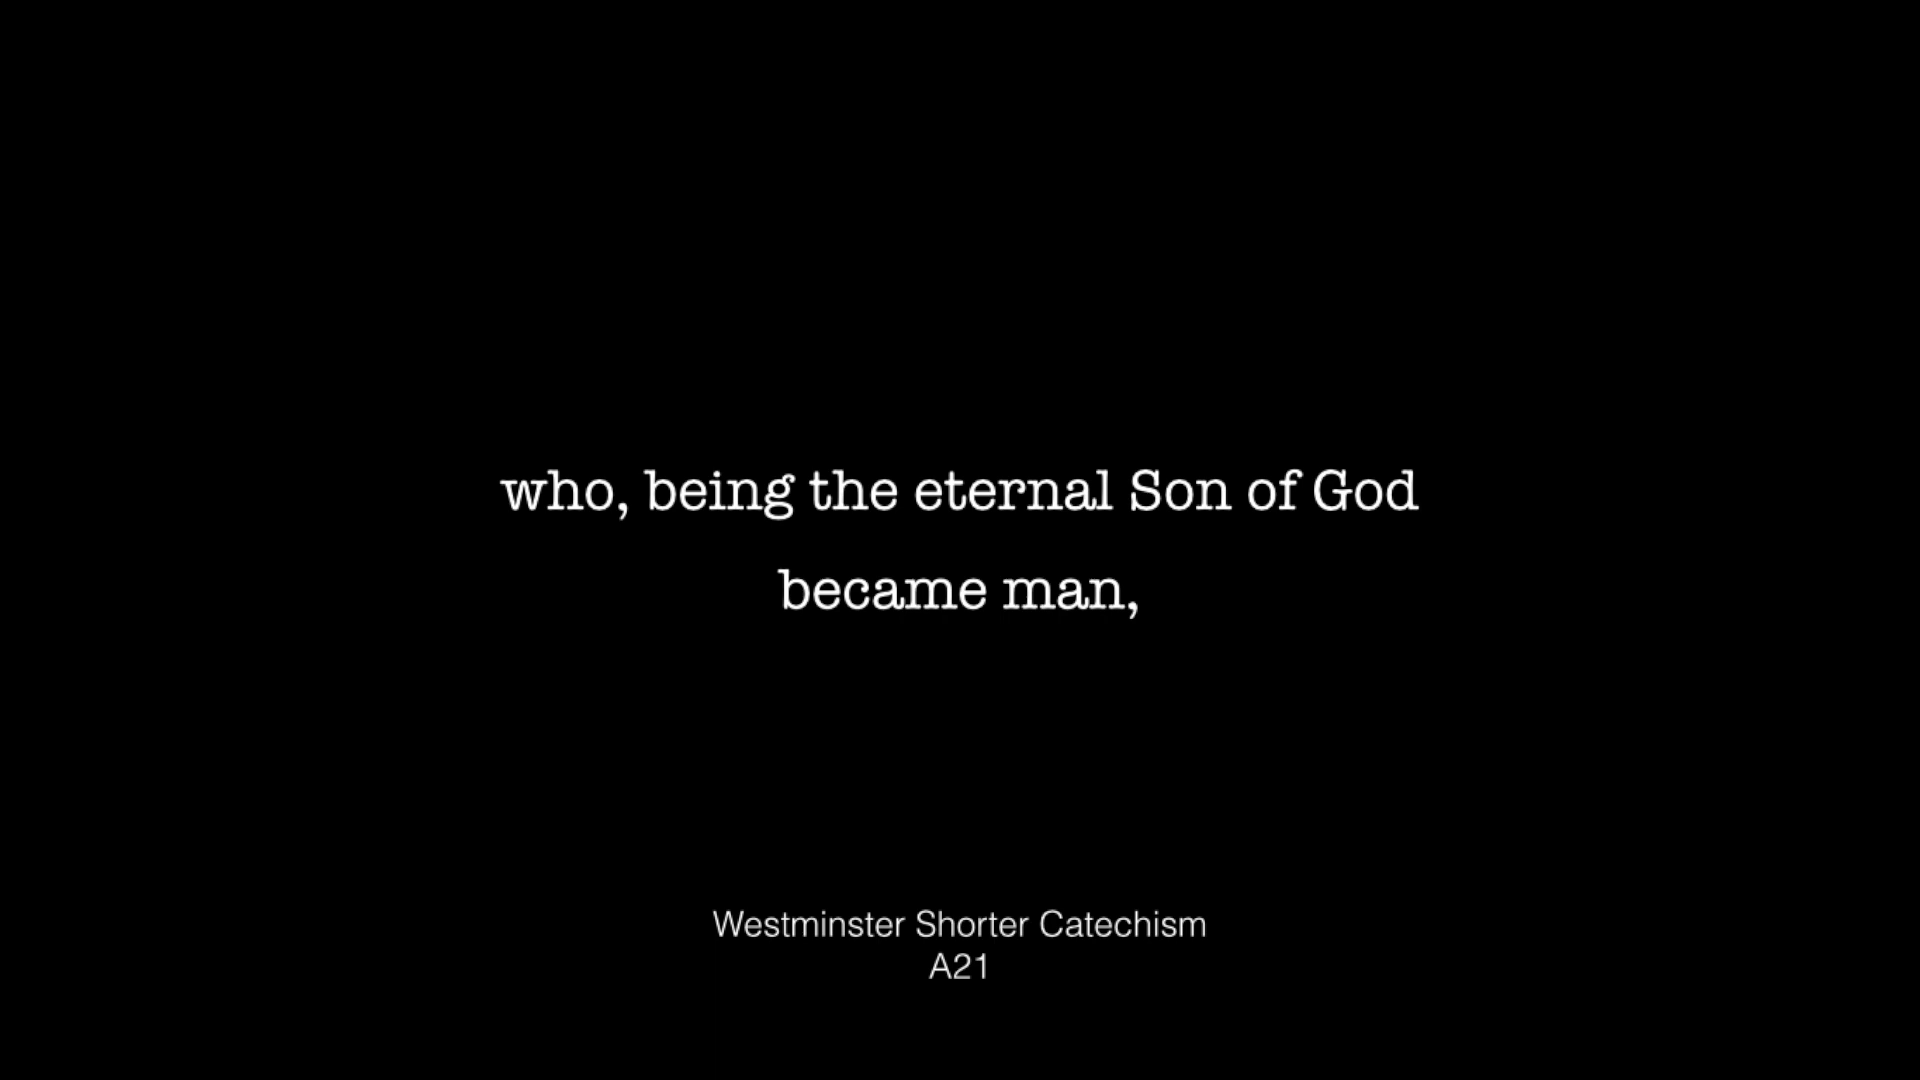 who, being the eternal Son of God
became man,
Westminster Shorter Catechism
A21